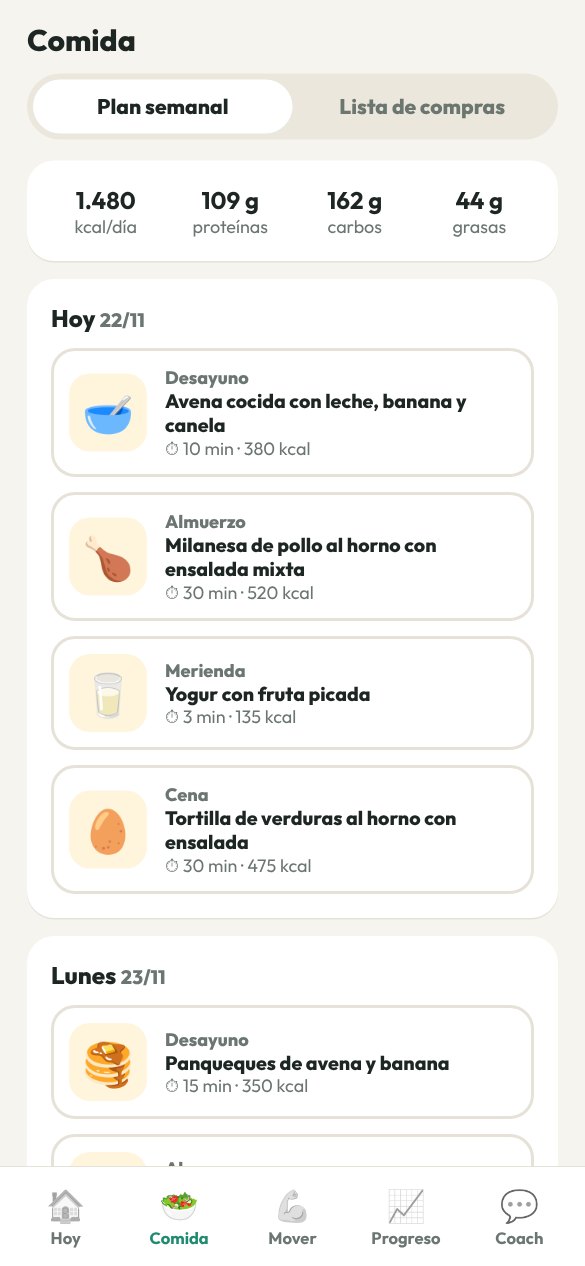 Comida
Plan semanal
Lista de compras
1.480
109 g
162 g
44 g
kcal/día
proteínas
carbos
grasas
Hoy 22/11
Desayuno
Avena cocida con leche, banana y
canela
⏱ 10 min · 380 kcal
Almuerzo
Milanesa de pollo al horno con
ensalada mixta
⏱ 30 min · 520 kcal
Merienda
Yogur con fruta picada
⏱ 3 min · 135 kcal
Cena
Tortilla de verduras al horno con
ensalada
⏱ 30 min · 475 kcal
Lunes 23/11
Desayuno
Panqueques de avena y banana
⏱ 15 min · 350 kcal
Hoy
Comida
Mover
Progreso
Coach